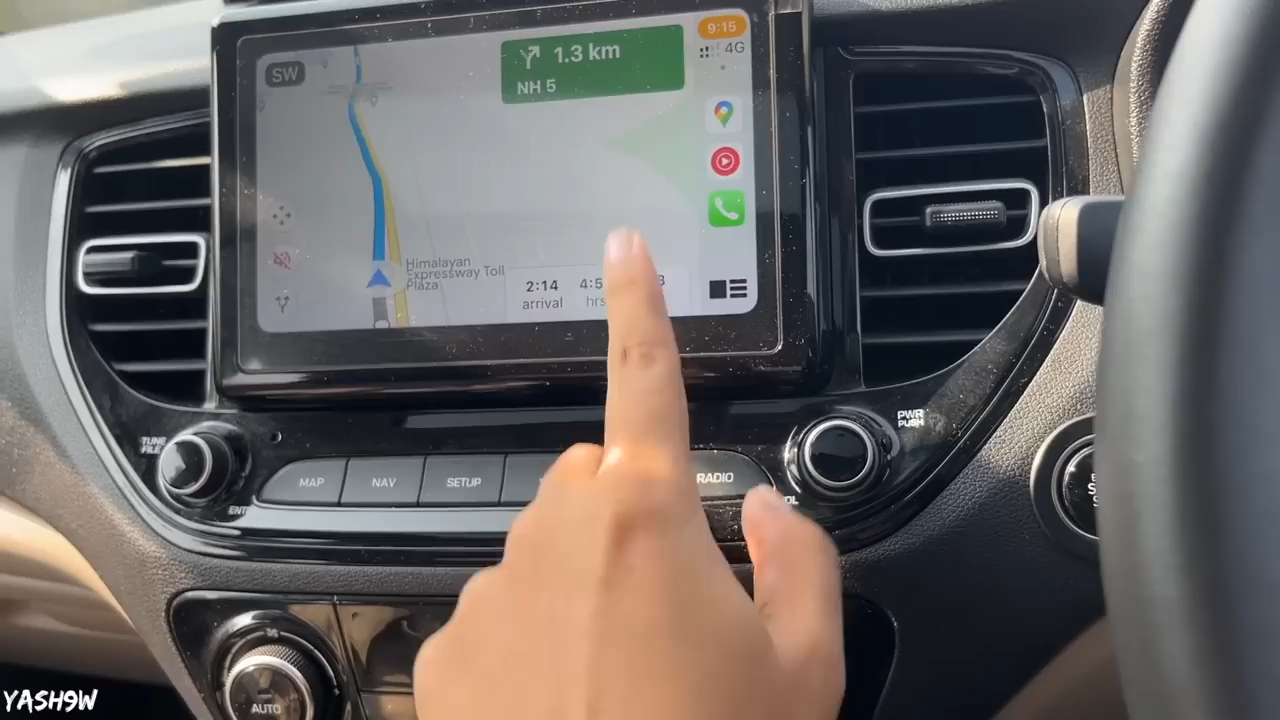 SW
1.3 km
NH 5
9:15
4G
Himalayan
Expressway Toll
Plaza
2:14
arrival
hrs
TUNE
FILE
PWR
PUSH
MAP
NAV
SETUP
RADIO
AUTO
YASH9W